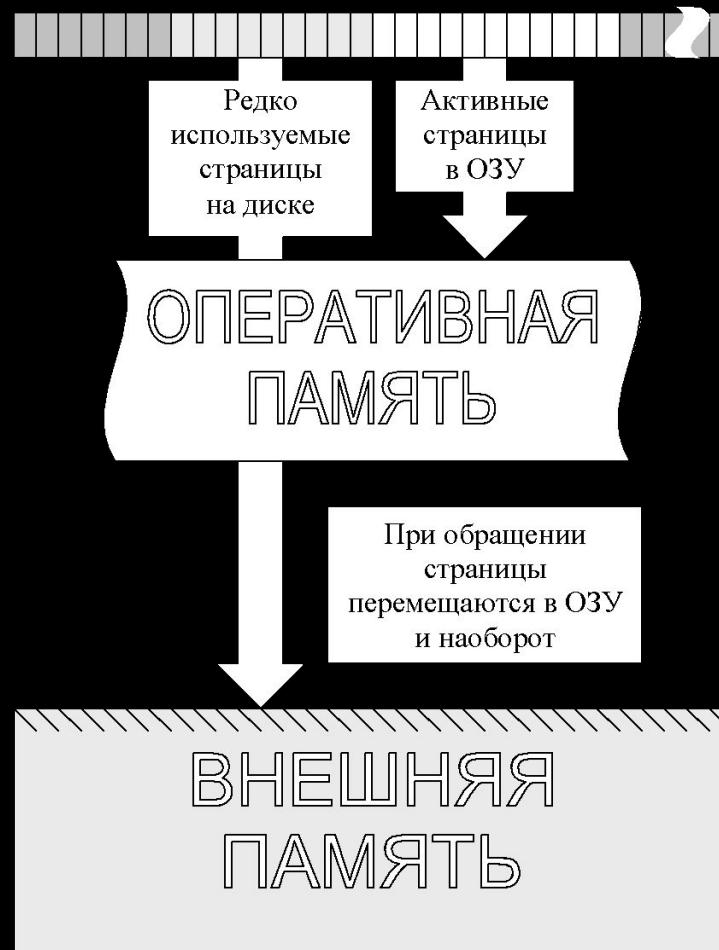 Редко
используемые
страницы
на диске
Активные
страницы
в ОЗУ
ОПЕРАТИВНАЯ
ПАМЯТЬ
При обращении
страницы
перемещаются в ОЗУ
и наоборот
ВНЕШНЯЯ
ПАМЯТЬ